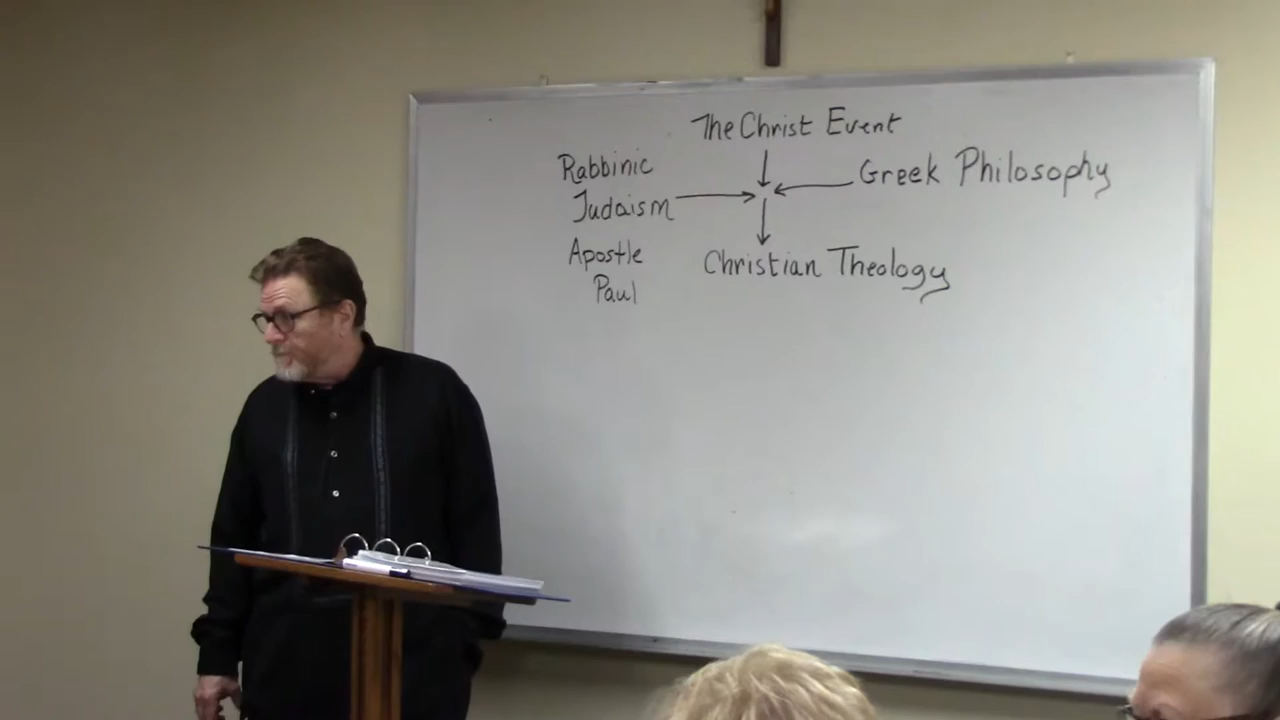 The Christ Event
Rabbinic
Judaism
Greek Philosophy
Apostle
Paul
Christian Theology